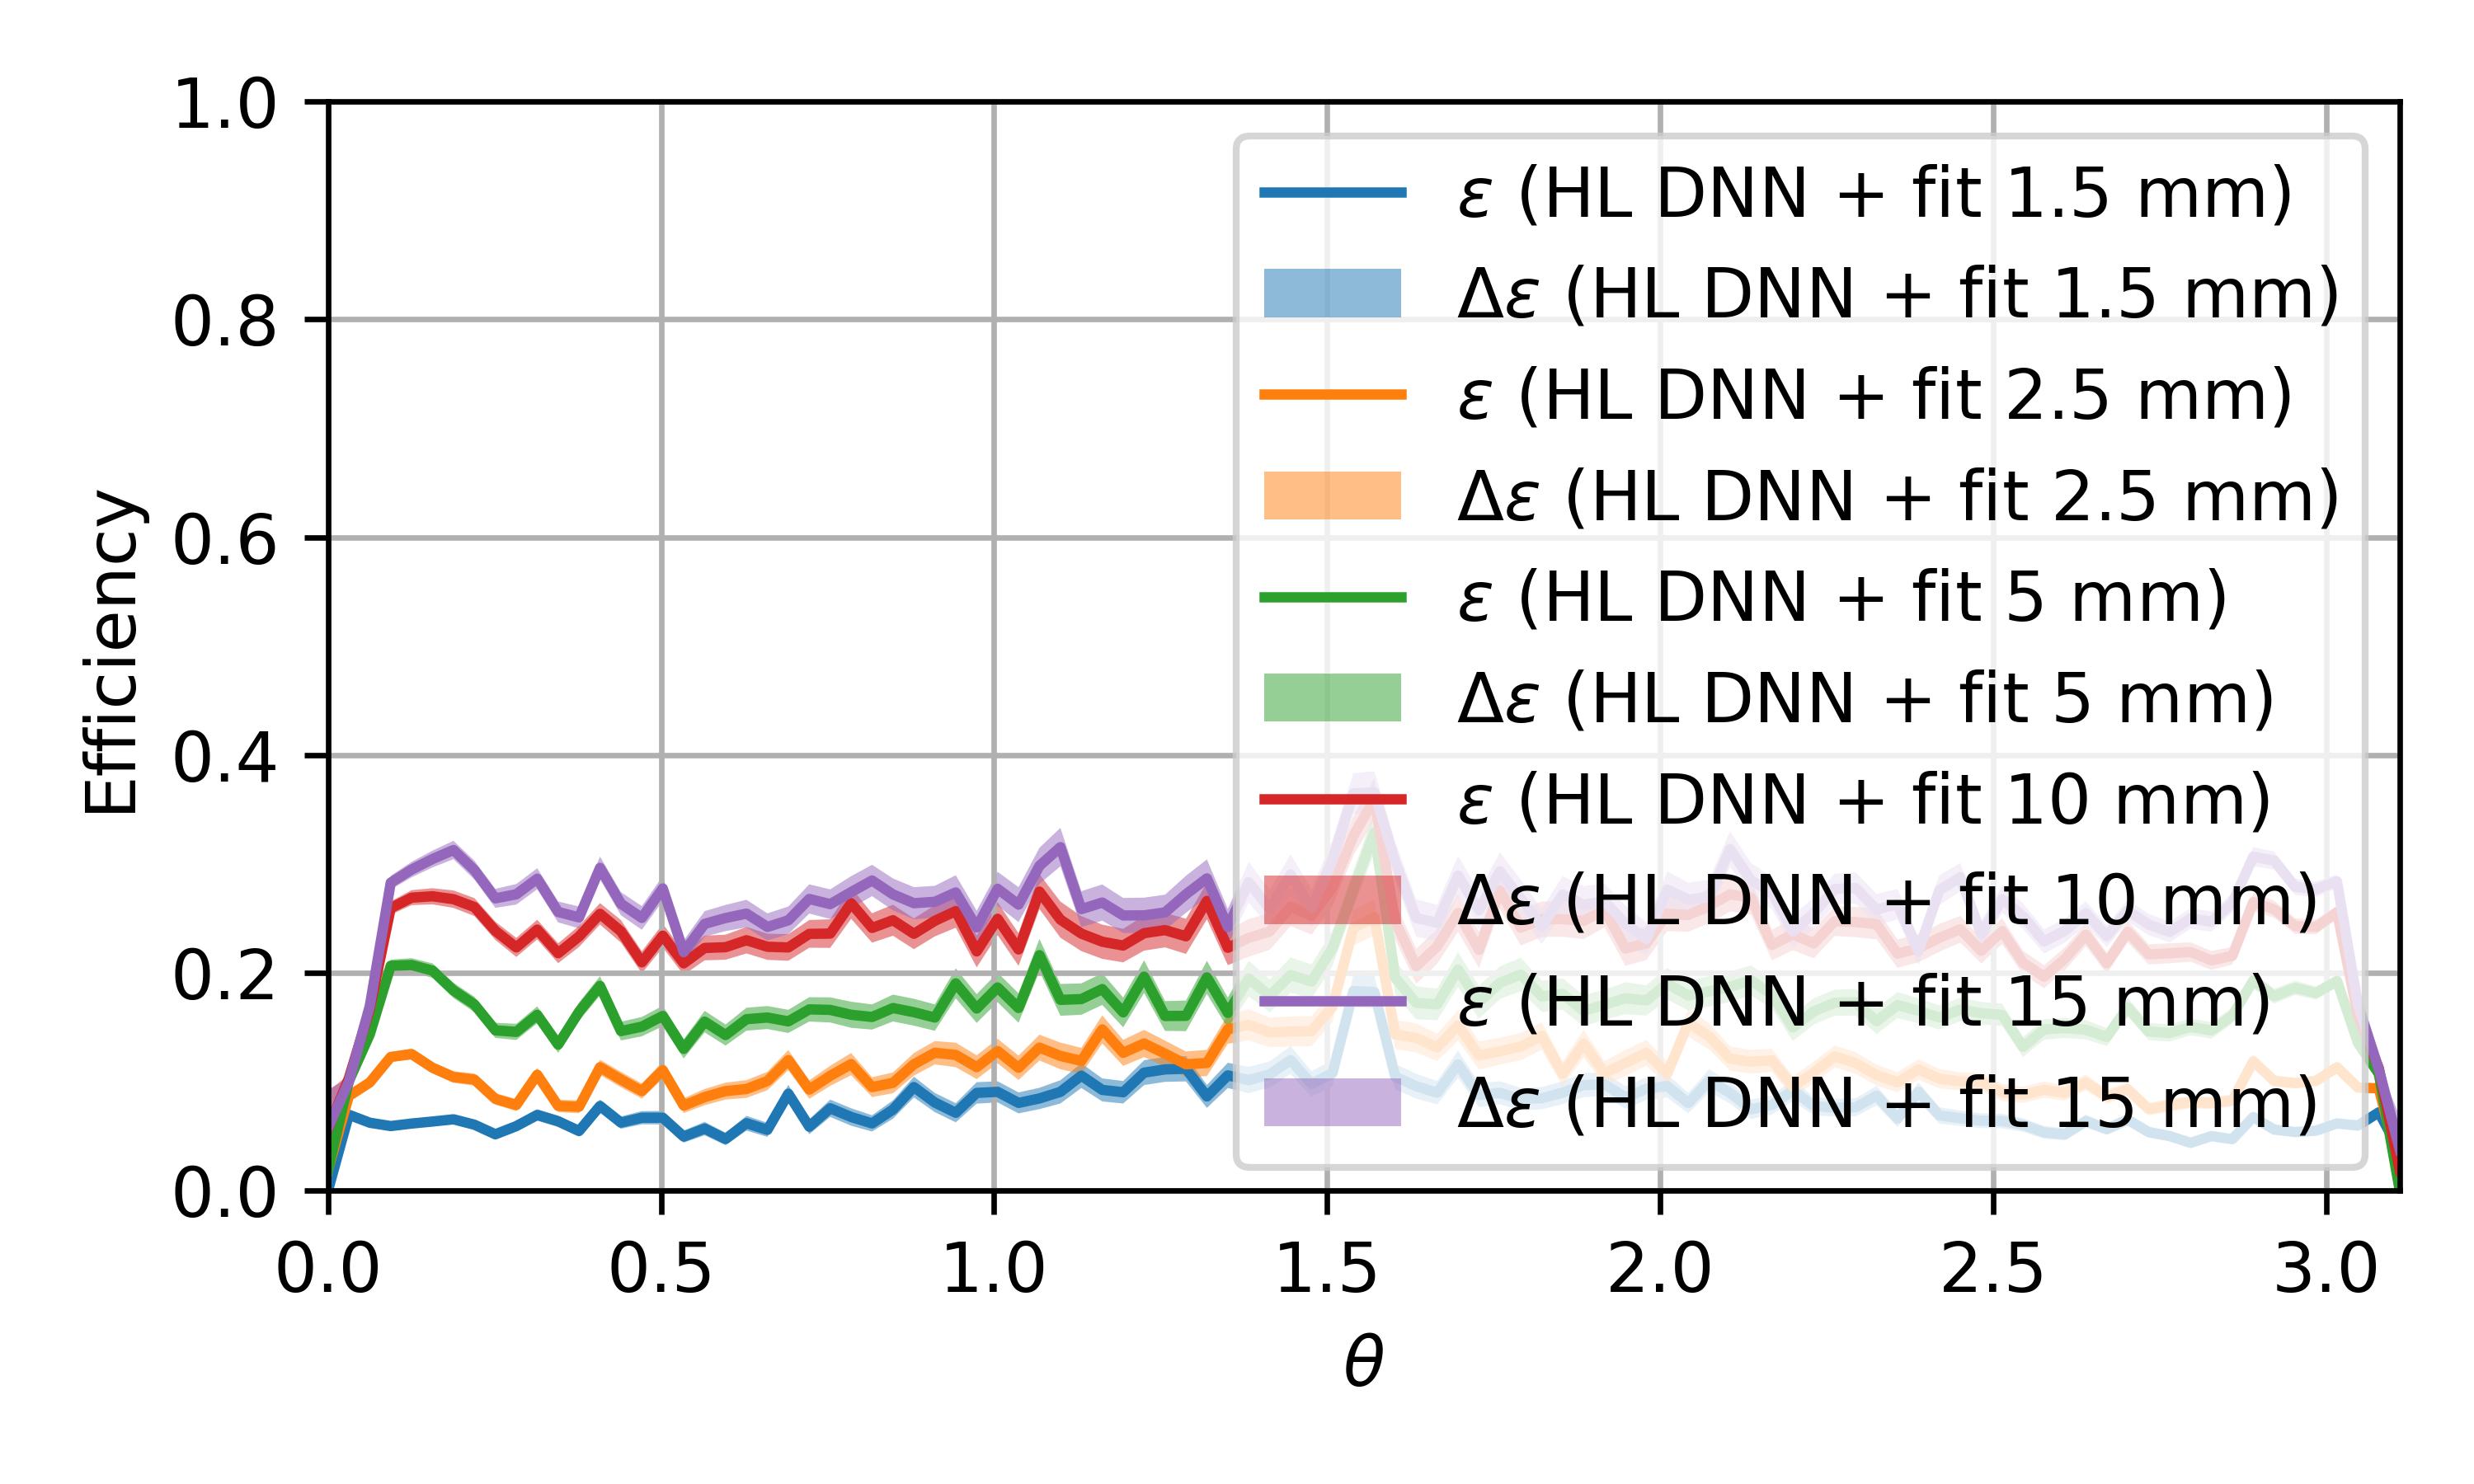 1.0
0.8
0.6
0.4
0.2
0.0
Efficiency
ε (HL DNN + fit 1.5 mm)
Δε (HL DNN + fit 1.5 mm)
ε (HL DNN + fit 2.5 mm)
Δε (HL DNN + fit 2.5 mm)
ε (HL DNN + fit 5 mm)
Δε (HL DNN + fit 5 mm)
ε (HL DNN + fit 10 mm)
Δε (HL DNN + fit 10 mm)
ε (HL DNN + fit 15 mm)
Δε (HL DNN + fit 15 mm)
0.0 0.5 1.0 1.5 2.0 2.5 3.0
θ